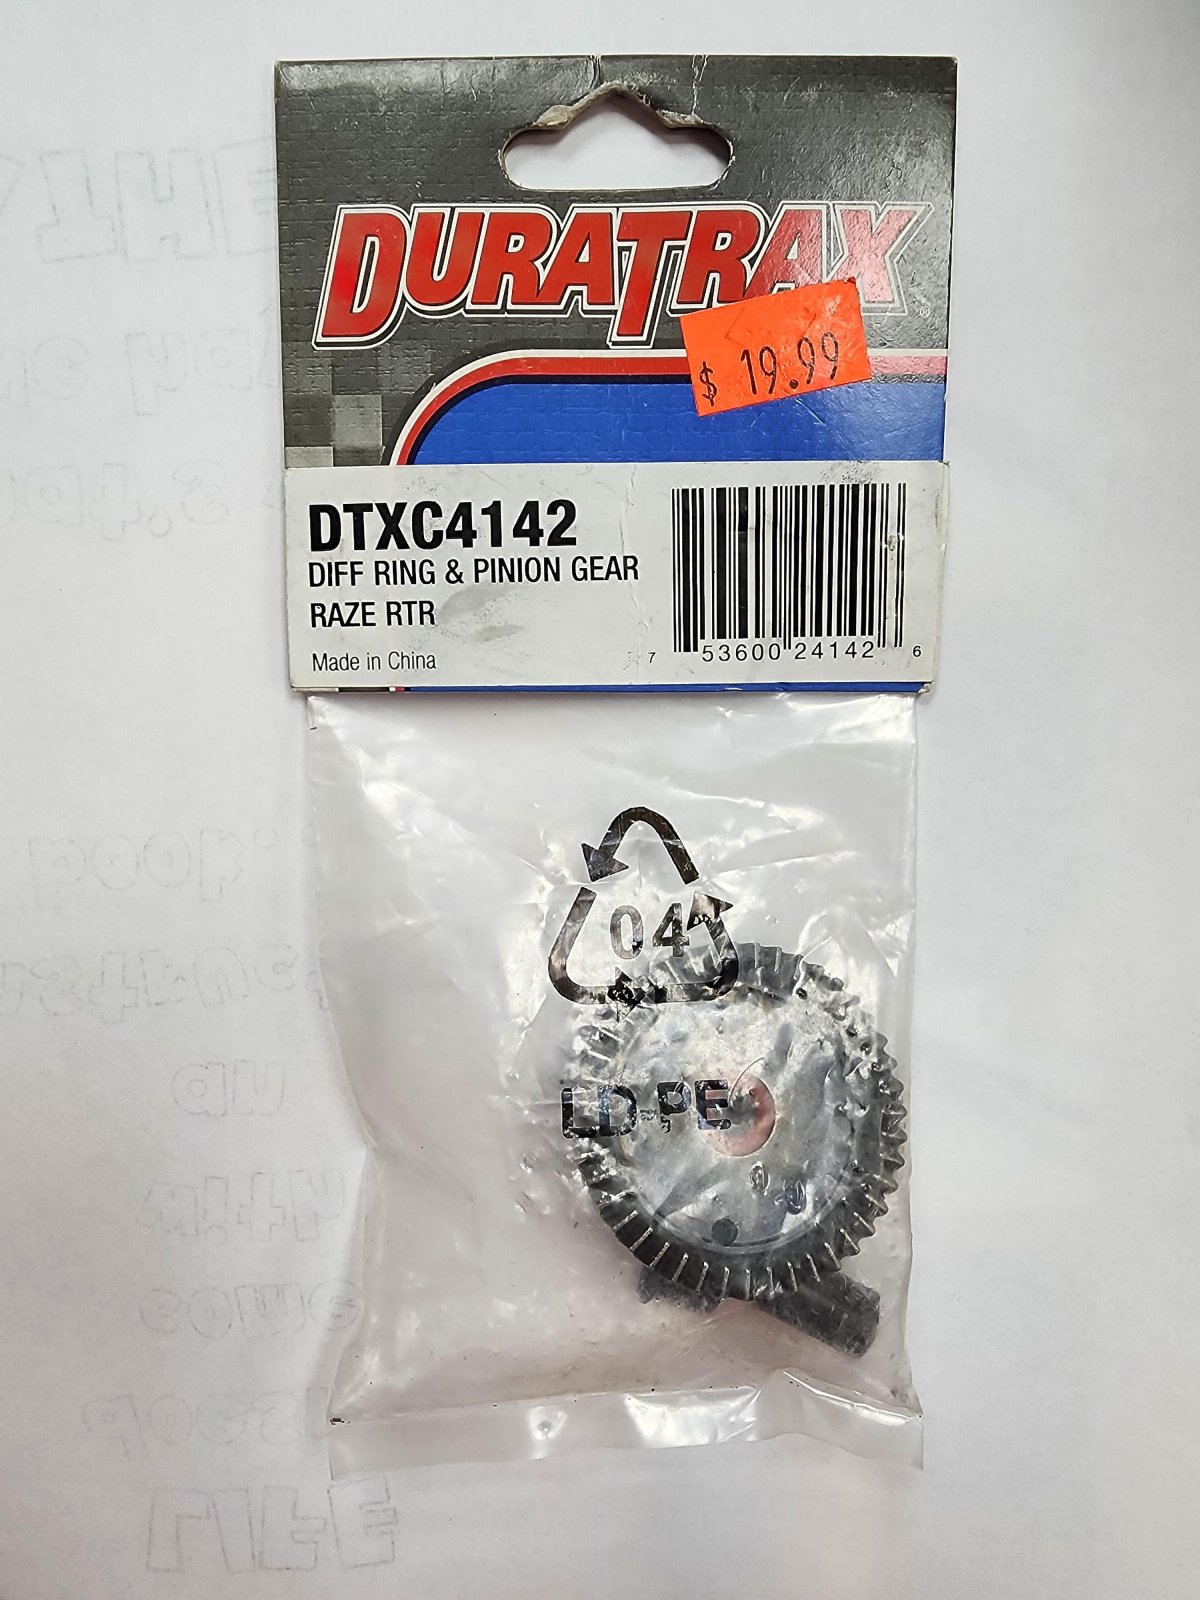 DURATRAX®
$ 19.99
DTXC4142
DIFF RING & PINION GEAR
RAZE RTR
Made in China
7 53600 24142 6
04
LD-PE